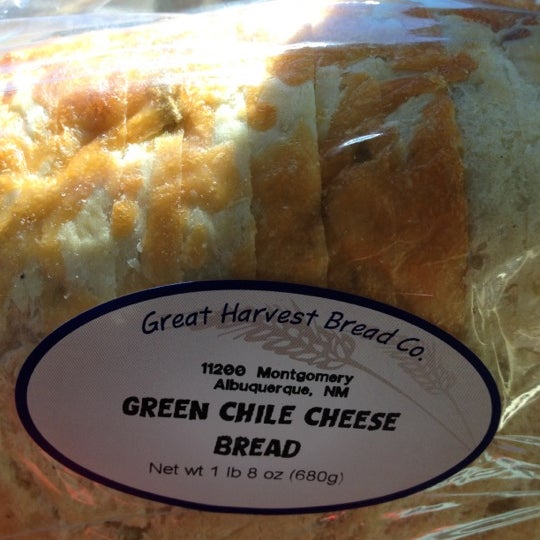 Great Harvest Bread Co.
11200 Montgomery
Albuquerque, NM
GREEN CHILE CHEESE
BREAD
Net wt 1 lb 8 oz (680g)